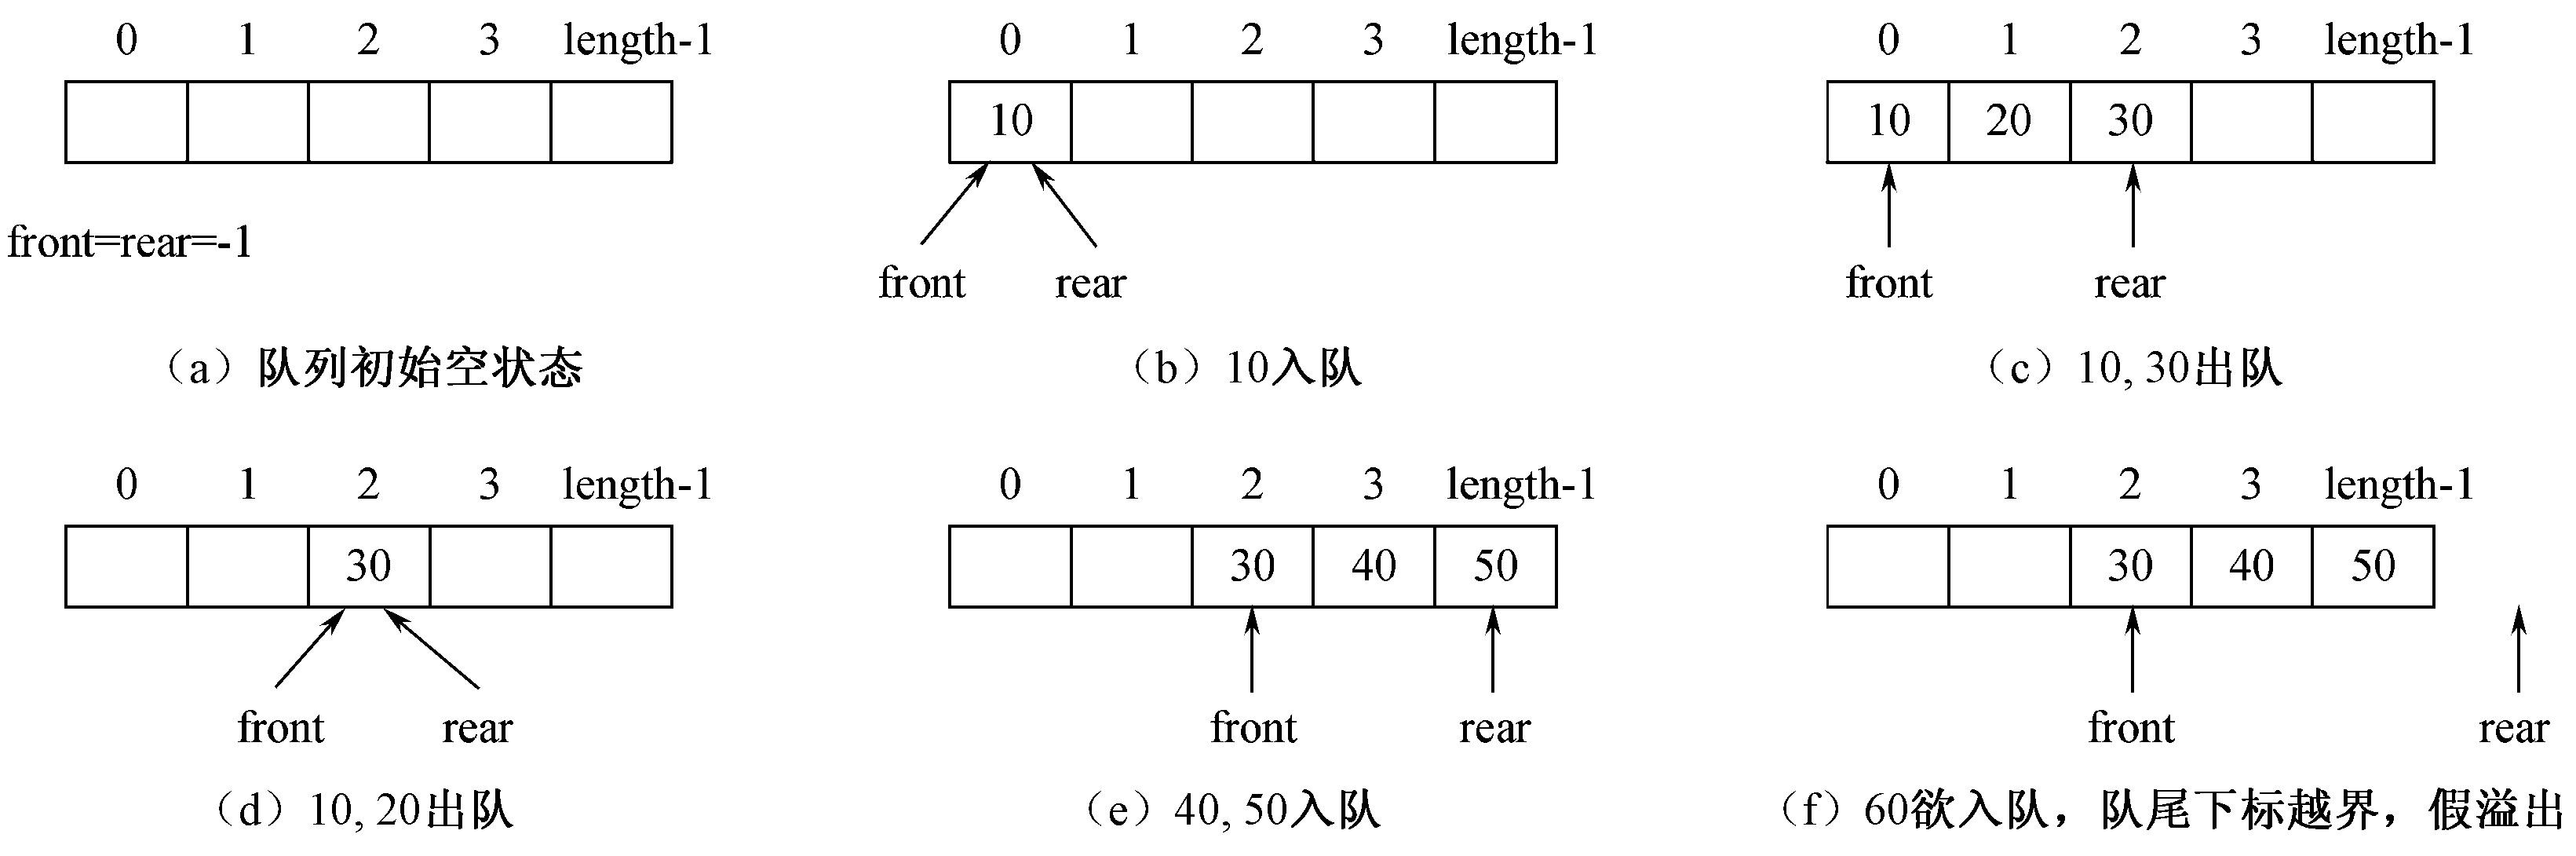 0 1 2 3 length-1
front=rear=-1
（a）队列初始空状态
0 1 2 3 length-1
10
front rear
（b）10入队
0 1 2 3 length-1
10 20 30
front rear
（c）10, 30出队
0 1 2 3 length-1
30
front rear
（d）10, 20出队
0 1 2 3 length-1
30 40 50
front rear
（e）40, 50入队
0 1 2 3 length-1
30 40 50
front rear
（f）60欲入队，队尾下标越界，假溢出